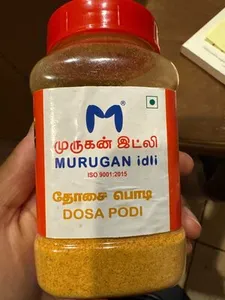 M®
முருகன் இட்லி
MURUGAN idli
ISO 9001:2015
தோசை பொடி
DOSA PODI